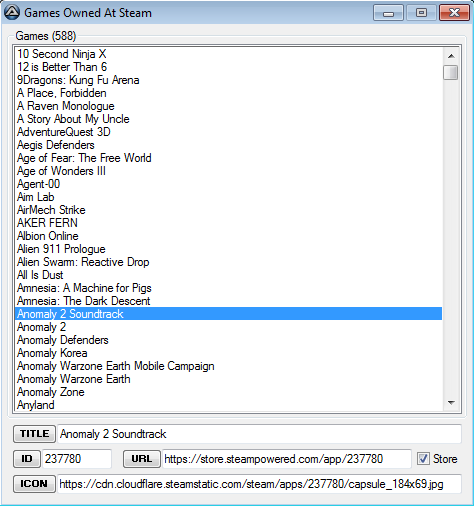 Games Owned At Steam
Games (588)
10 Second Ninja X
12 is Better Than 6
9Dragons: Kung Fu Arena
A Place, Forbidden
A Raven Monologue
A Story About My Uncle
AdventureQuest 3D
Aegis Defenders
Age of Fear: The Free World
Age of Wonders III
Agent-00
Aim Lab
AirMech Strike
AKER FERN
Albion Online
Alien 911 Prologue
Alien Swarm: Reactive Drop
All Is Dust
Amnesia: A Machine for Pigs
Amnesia: The Dark Descent
Anomaly 2 Soundtrack
Anomaly 2
Anomaly Defenders
Anomaly Korea
Anomaly Warzone Earth Mobile Campaign
Anomaly Warzone Earth
Anomaly Zone
Anyland
TITLE Anomaly 2 Soundtrack
ID 237780 URL https://store.steampowered.com/app/237780 Store
ICON https://cdn.cloudflare.steamstatic.com/steam/apps/237780/capsule_184x69.jpg